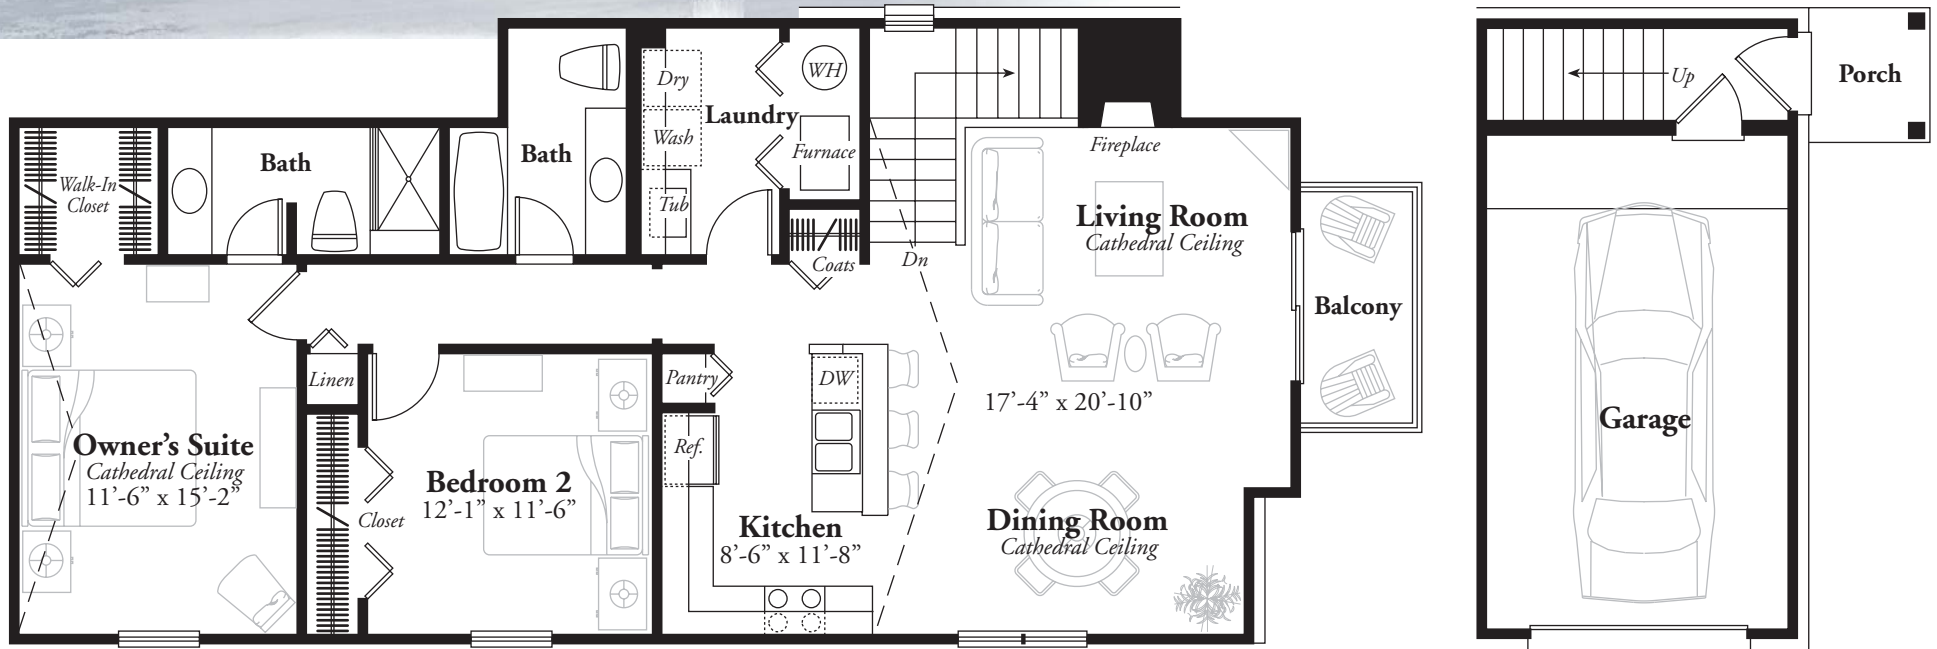 Walk-In
Closet
Bath
Bath
Dry
Wash
Tub
Laundry
WH
Furnace
Coats
Dn
Fireplace
Living Room
Cathedral Ceiling
17’-4” x 20’-10”
Balcony
Owner’s Suite
Cathedral Ceiling
11’-6” x 15’-2”
Linen
Closet
Bedroom 2
12’-1” x 11’-6”
Pantry
Ref.
DW
Kitchen
8’-6” x 11’-8”
Dining Room
Cathedral Ceiling
Up
Porch
Garage